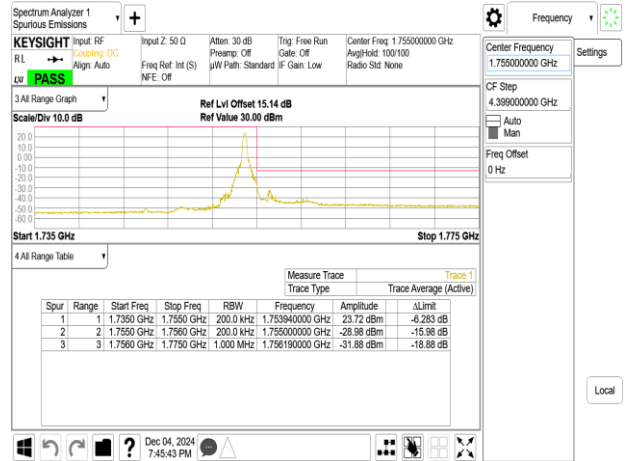 Spectrum Analyzer 1
Spurious Emissions
Frequency
KEYSIGHT
RL
LXI PASS
Input: RF
Coupling: DC
Align: Auto
Input Z: 50 Ω
Freq Ref: Int (S)
NFE: Off
Atten: 30 dB
Preamp: Off
µW Path: Standard
Trig: Free Run
Gate: Off
IF Gain: Low
Center Freq: 1.755000000 GHz
Avg|Hold: 100/100
Radio Std: None
Center Frequency
1.755000000 GHz
Settings
CF Step
4.399000000 GHz
Auto
Man
Freq Offset
0 Hz
Local
3 All Range Graph
Scale/Div 10.0 dB
Ref Lvl Offset 15.14 dB
Ref Value 30.00 dBm
20.0
10.0
0.00
-10.0
-20.0
-30.0
-40.0
-50.0
-60.0
Start 1.735 GHz
Stop 1.775 GHz
4 All Range Table
Measure Trace Trace 1
Trace Type Trace Average (Active)
Spur Range Start Freq Stop Freq RBW Frequency Amplitude ΔLimit
1 1 1.7350 GHz 1.7550 GHz 200.0 kHz 1.753940000 GHz 23.72 dBm -6.283 dB
2 2 1.7550 GHz 1.7560 GHz 200.0 kHz 1.755000000 GHz -28.98 dBm -15.98 dB
3 3 1.7560 GHz 1.7750 GHz 1.000 MHz 1.756190000 GHz -31.88 dBm -18.88 dB
Dec 04, 2024
7:45:43 PM